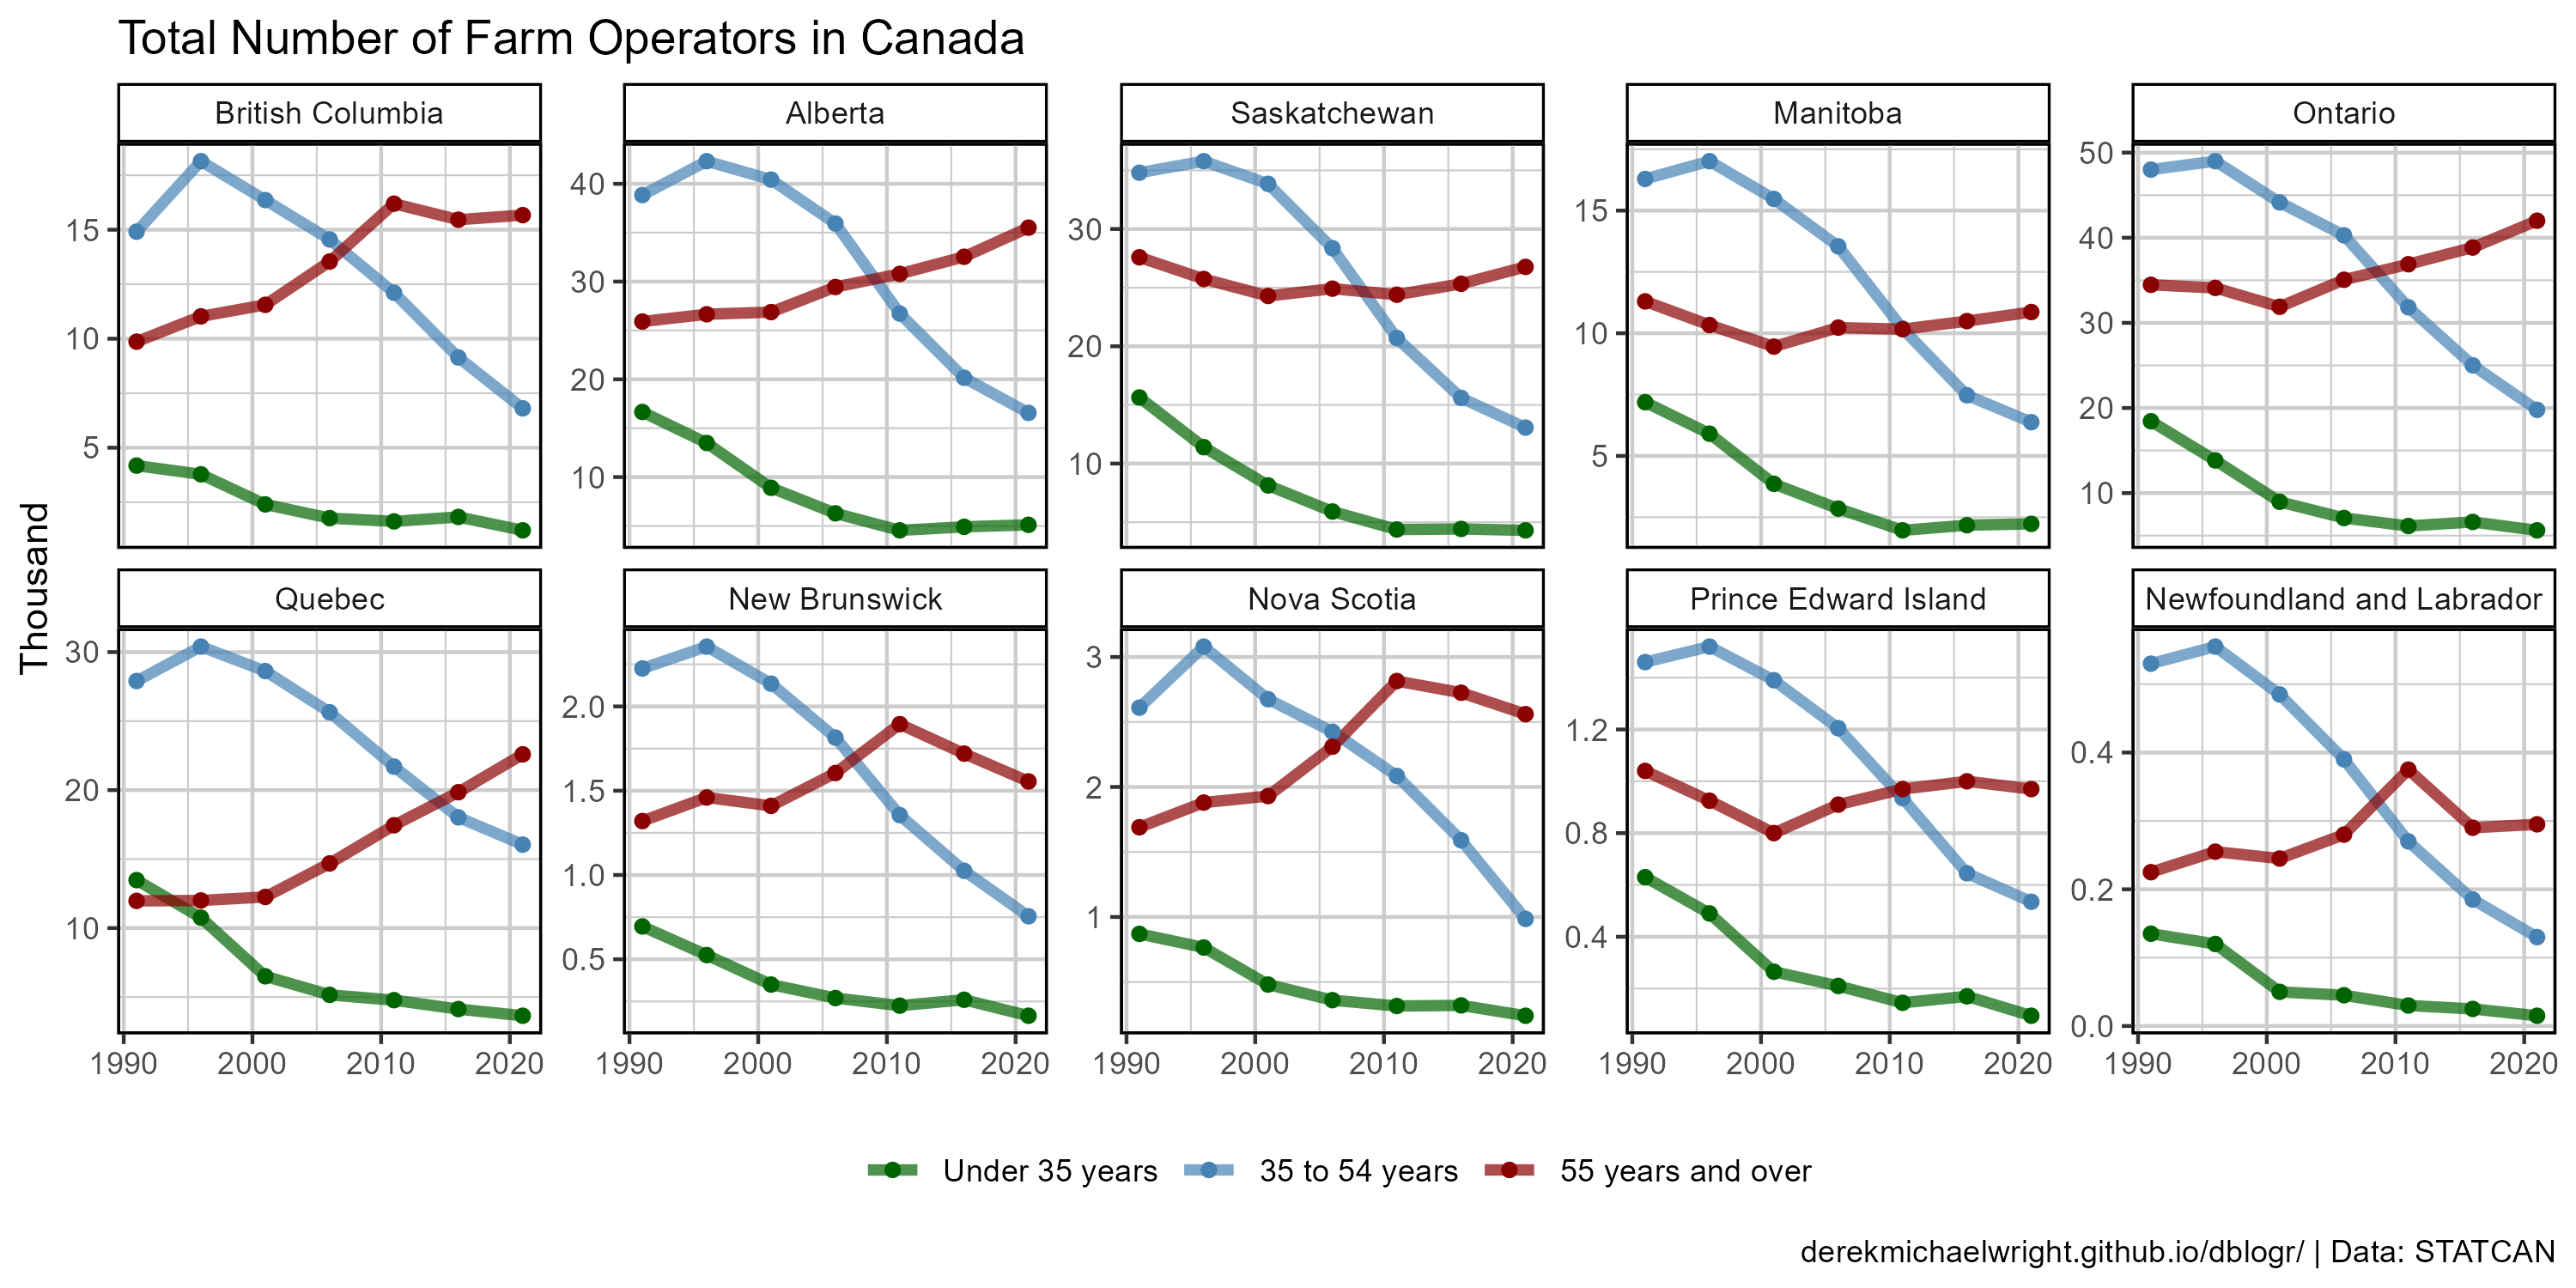 Total Number of Farm Operators in Canada
British Columbia
Alberta
Saskatchewan
Manitoba
Ontario
15
10
5
40
30
20
10
30
20
10
15
10
5
50
40
30
20
10
Thousand
Quebec
New Brunswick
Nova Scotia
Prince Edward Island
Newfoundland and Labrador
30
20
10
2.0
1.5
1.0
0.5
3
2
1
1.2
0.8
0.4
0.4
0.2
0.0
1990 2000 2010 2020
1990 2000 2010 2020
1990 2000 2010 2020
1990 2000 2010 2020
1990 2000 2010 2020
Under 35 years 35 to 54 years 55 years and over
derekmichaelwright.github.io/dblogr/ | Data: STATCAN